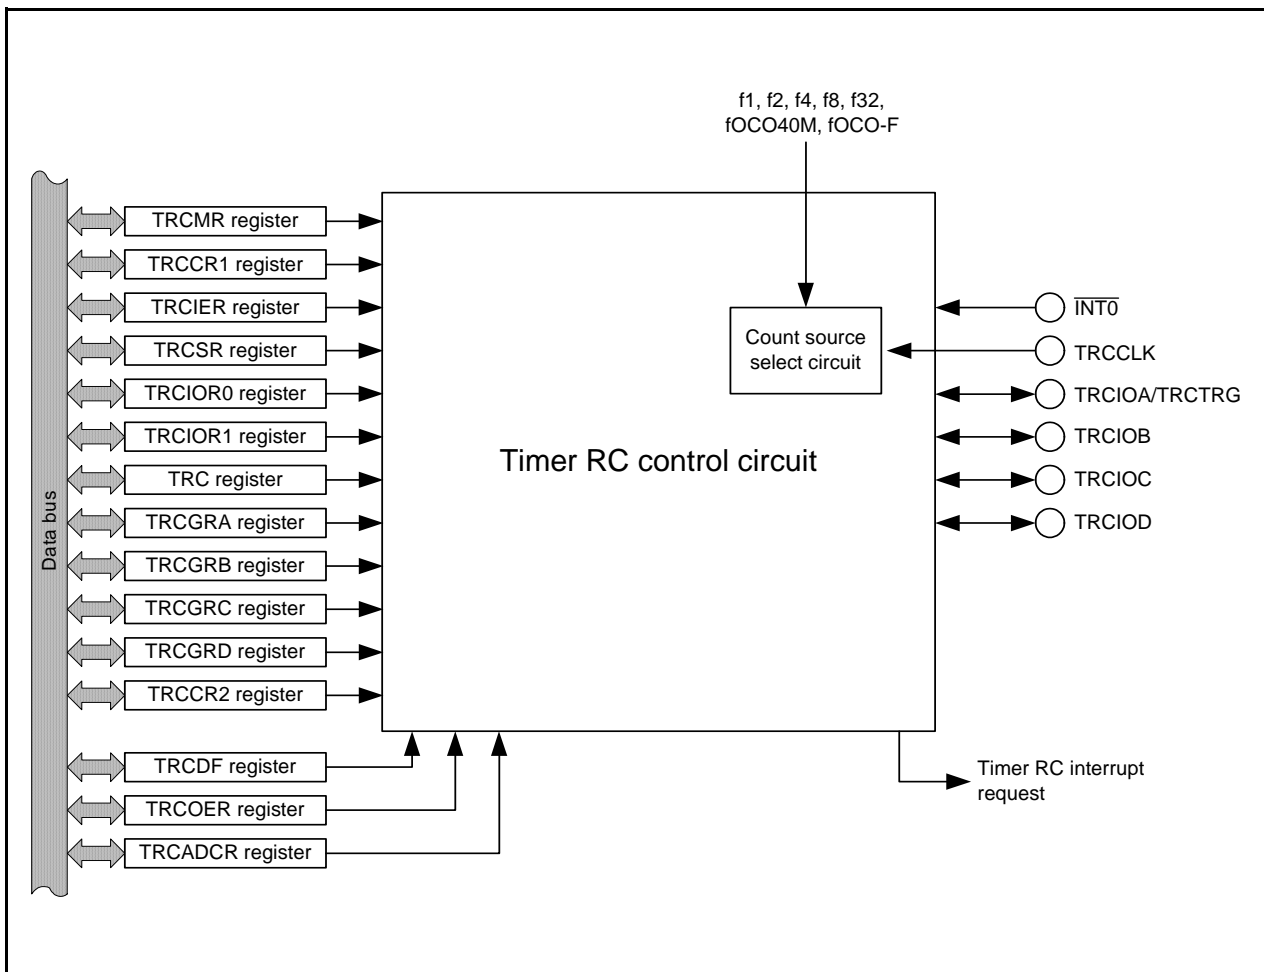 f1, f2, f4, f8, f32,
fOCO40M, fOCO-F
TRCMR register
TRCCR1 register
TRCIER register
TRCSR register
TRCIOR0 register
TRCIOR1 register
TRC register
TRCGRA register
TRCGRB register
TRCGRC register
TRCGRD register
TRCCR2 register
TRCDF register
TRCOER register
TRCADCR register
Data bus
Count source
select circuit
Timer RC control circuit
INT0
TRCCLK
TRCIOA/TRCTRG
TRCIOB
TRCIOC
TRCIOD
Timer RC interrupt
request